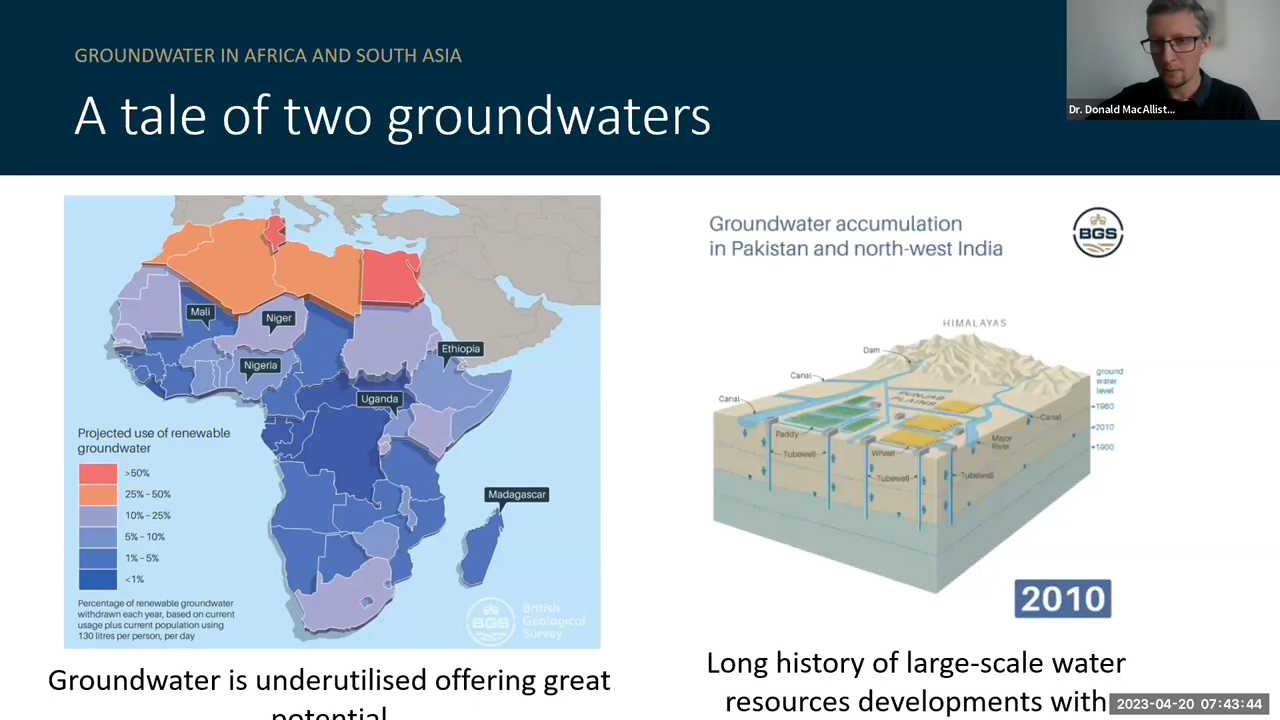 GROUNDWATER IN AFRICA AND SOUTH ASIA
A tale of two groundwaters
Dr. Donald MacAllist...
Mali
Niger
Ethiopia
Nigeria
Uganda
Madagascar
Projected use of renewable
groundwater
>50%
25% - 50%
10% - 25%
5% - 10%
1% - 5%
<1%
Percentage of renewable groundwater
withdrawn each year, based on current
usage plus current population using
130 litres per person, per day
BGS
British
Geological
Survey
Groundwater is underutilised offering great
potential
Groundwater accumulation
in Pakistan and north-west India
BGS
HIMALAYAS
Dam
Canal
Canal
PUNJAB
PLAINS
Canal
ground
water
level
1960
2010
1900
Paddy
Wheat
Major
River
Tubewell
Tubewell
Tubewell
2010
Long history of large-scale water
resources developments with
2023-04-20 07:43:44